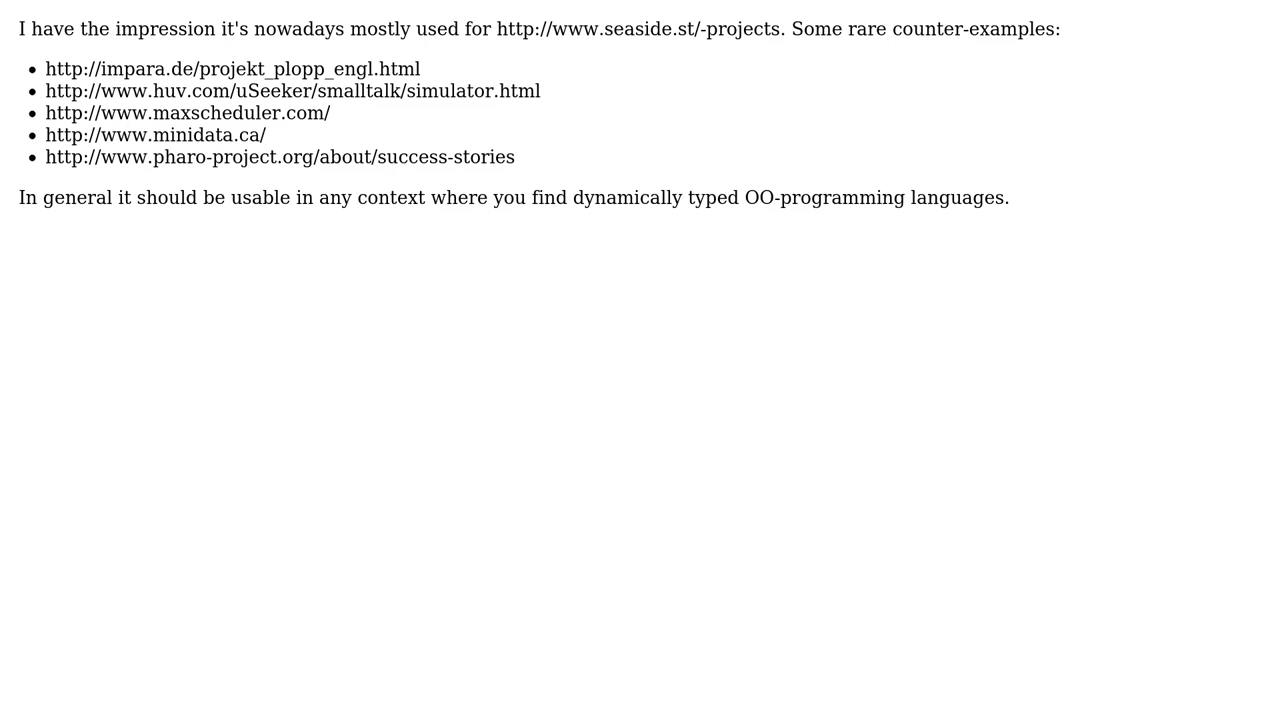 I have the impression it's nowadays mostly used for http://www.seaside.st/-projects. Some rare counter-examples:
• http://impara.de/projekt_plopp_engl.html
• http://www.huv.com/uSeeker/smalltalk/simulator.html
• http://www.maxscheduler.com/
• http://www.minidata.ca/
• http://www.pharo-project.org/about/success-stories
In general it should be usable in any context where you find dynamically typed OO-programming languages.